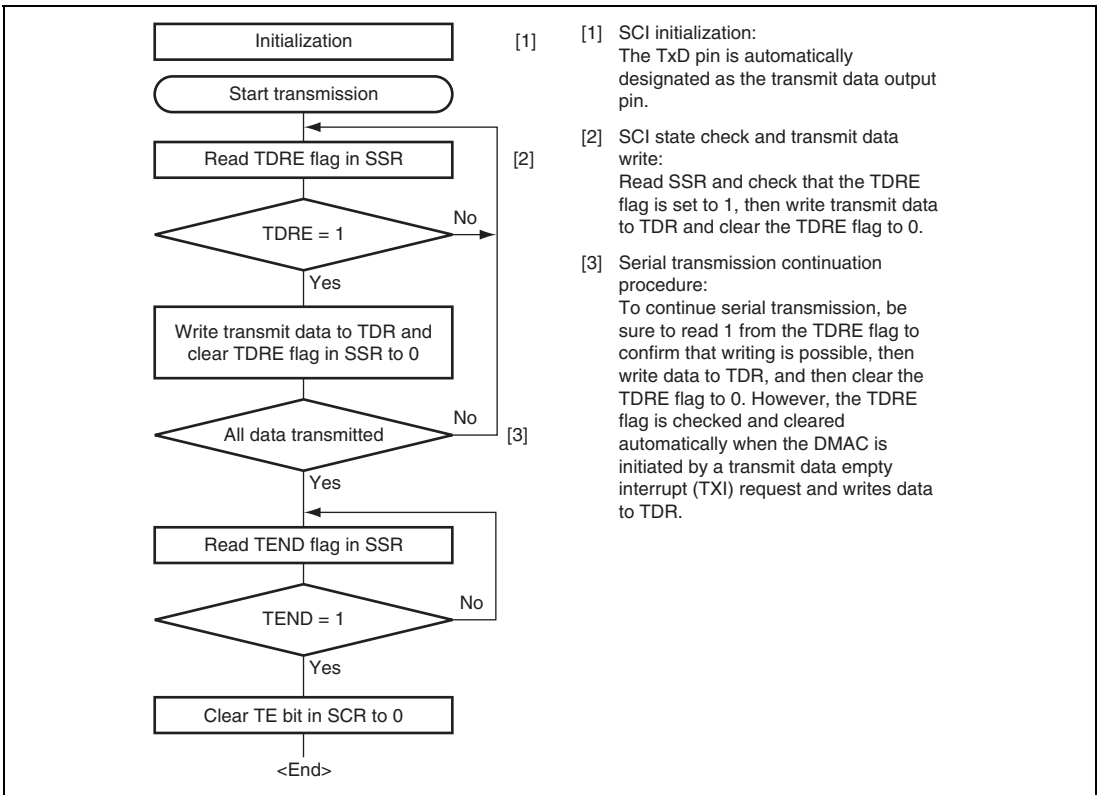 Initialization
[1]
Start transmission
Read TDRE flag in SSR
[2]
TDRE = 1
No
Yes
Write transmit data to TDR and
clear TDRE flag in SSR to 0
All data transmitted
No
[3]
Yes
Read TEND flag in SSR
TEND = 1
No
Yes
Clear TE bit in SCR to 0
<End>
[1] SCI initialization:
The TxD pin is automatically
designated as the transmit data output
pin.
[2] SCI state check and transmit data
write:
Read SSR and check that the TDRE
flag is set to 1, then write transmit data
to TDR and clear the TDRE flag to 0.
[3] Serial transmission continuation
procedure:
To continue serial transmission, be
sure to read 1 from the TDRE flag to
confirm that writing is possible, then
write data to TDR, and then clear the
TDRE flag to 0. However, the TDRE
flag is checked and cleared
automatically when the DMAC is
initiated by a transmit data empty
interrupt (TXI) request and writes data
to TDR.